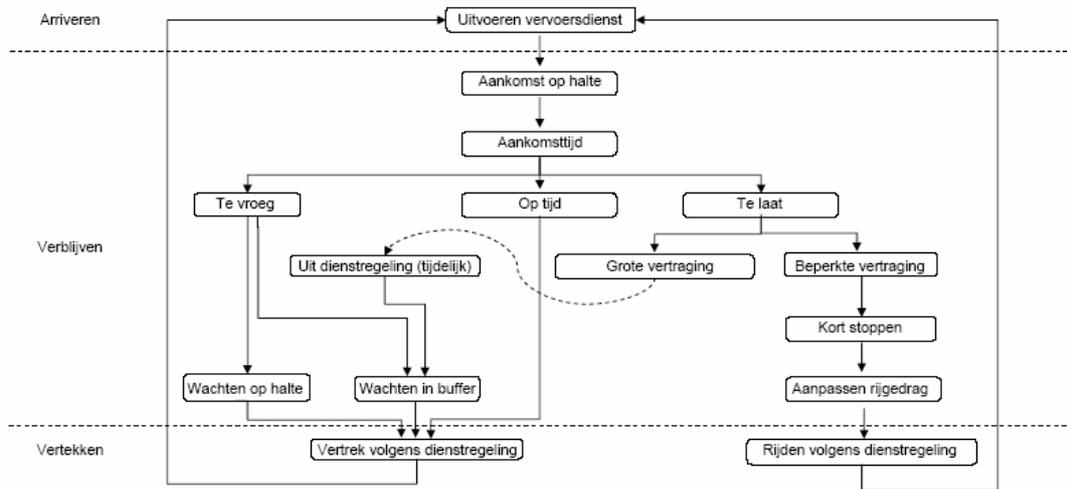 Arriveren
Uitvoeren vervoersdienst
Aankomst op halte
Aankomsttijd
Te vroeg
Op tijd
Te laat
Verblijven
Uit dienstregeling (tijdelijk)
Grote vertraging
Beperkte vertraging
Kort stoppen
Wachten op halte
Wachten in buffer
Aanpassen rijgedrag
Vertekken
Vertrek volgens dienstregeling
Rijden volgens dienstregeling